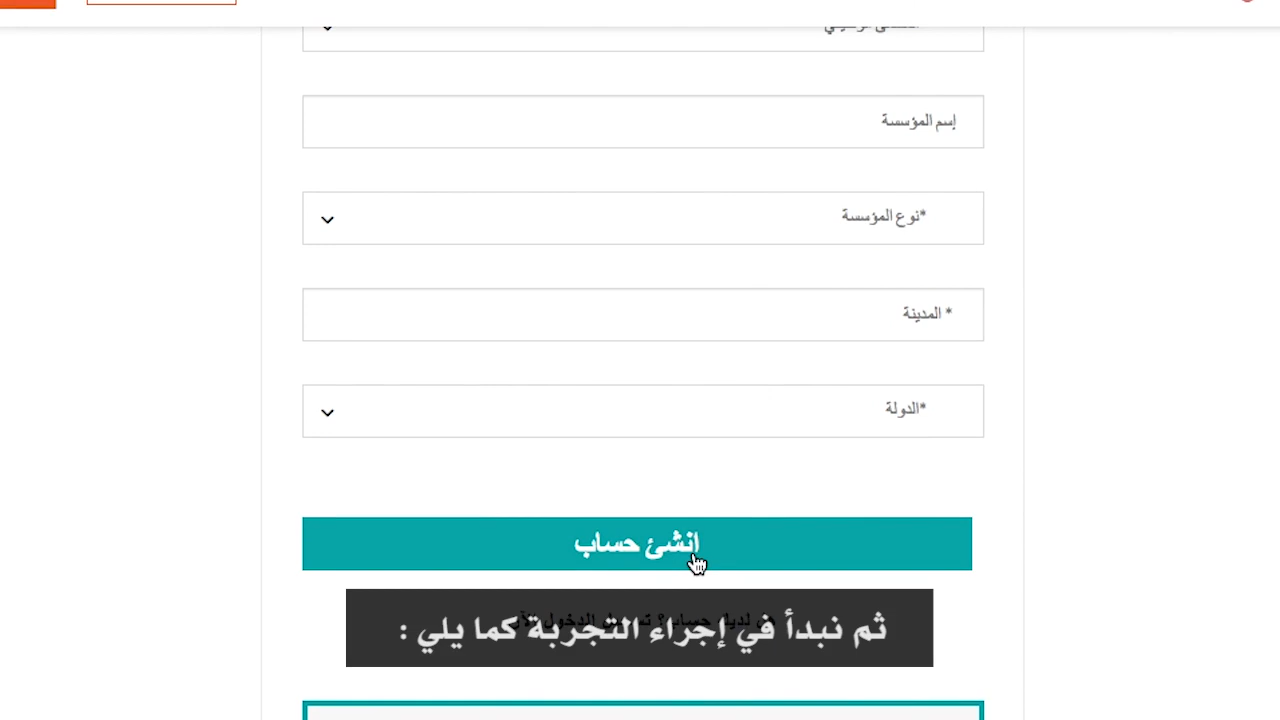 إسم المؤسسة
*نوع المؤسسة
* المدينة
*الدولة
انشئ حساب
ثم نبدأ في إجراء التجربة كما يلي :